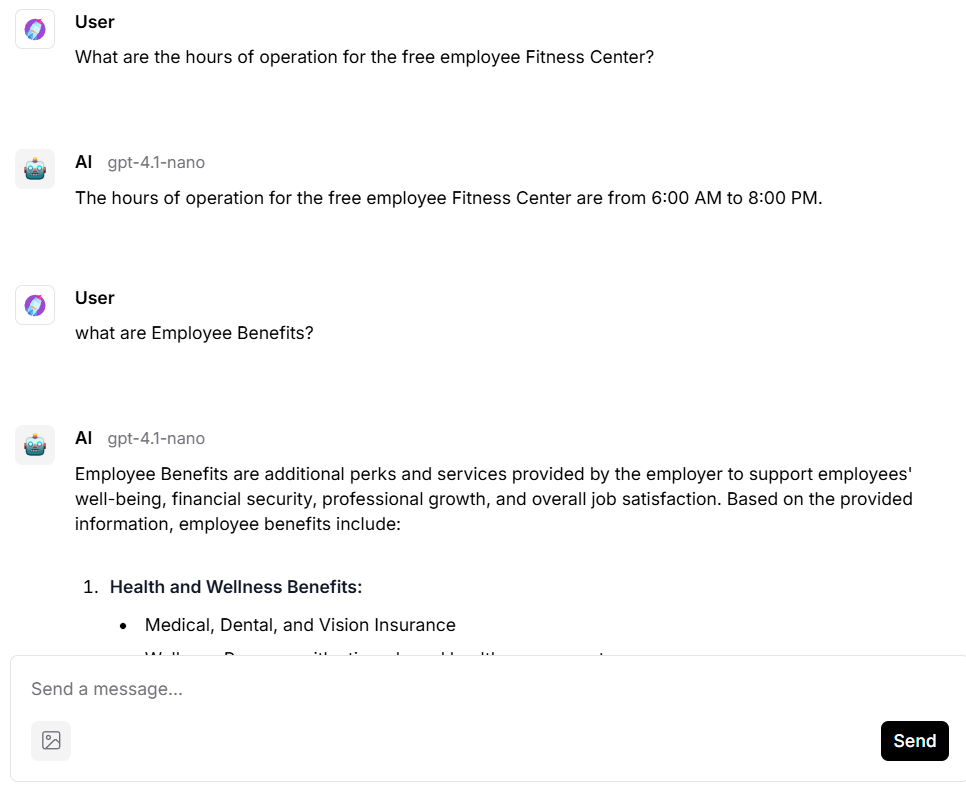 User
What are the hours of operation for the free employee Fitness Center?
AI gpt-4.1-nano
The hours of operation for the free employee Fitness Center are from 6:00 AM to 8:00 PM.
User
what are Employee Benefits?
AI gpt-4.1-nano
Employee Benefits are additional perks and services provided by the employer to support employees'
well-being, financial security, professional growth, and overall job satisfaction. Based on the provided
information, employee benefits include:
1. Health and Wellness Benefits:
• Medical, Dental, and Vision Insurance
Send a message...
Send